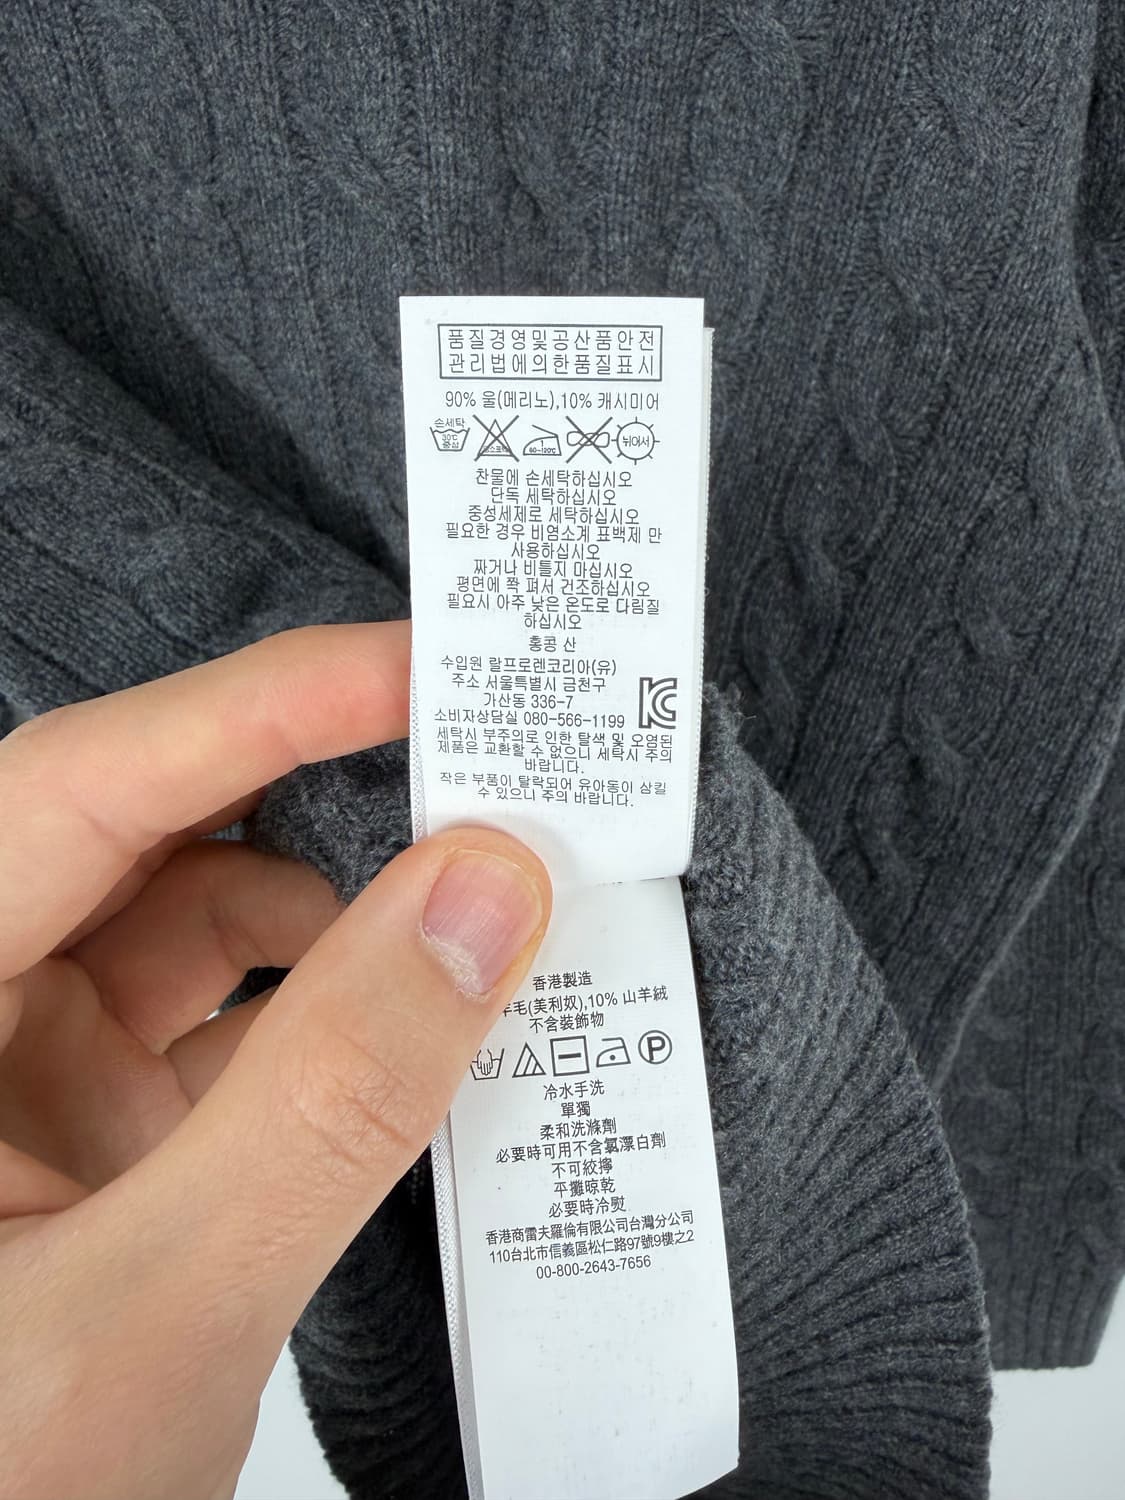 품질경영및공산품안전
관리법에의한품질표시
90% 울(메리노),10% 캐시미어
손세탁
30℃
중성
60~120℃
뉘어서
찬물에 손세탁하십시오
단독 세탁하십시오
중성세제로 세탁하십시오
필요한 경우 비염소계 표백제 만
사용하십시오
짜거나 비틀지 마십시오
평면에 쫙 펴서 건조하십시오
필요시 아주 낮은 온도로 다림질
하십시오
홍콩 산
수입원 랄프로렌코리아(유)
주소 서울특별시 금천구
가산동 336-7
소비자상담실 080-566-1199
세탁시 부주의로 인한 탈색 및 오염된
제품은 교환할 수 없으니 세탁시 주의
바랍니다.
작은 부품이 탈락되어 유아동이 삼킬
수 있으니 주의 바랍니다.
香港製造
羊毛(美利奴),10% 山羊絨
不含裝飾物
P
冷水手洗
單獨
柔和洗滌劑
必要時可用不含氯漂白劑
不可絞擰
平攤晾乾
必要時冷熨
香港商雷夫羅倫有限公司台灣分公司
110台北市信義區松仁路97號9樓之2
00-800-2643-7656